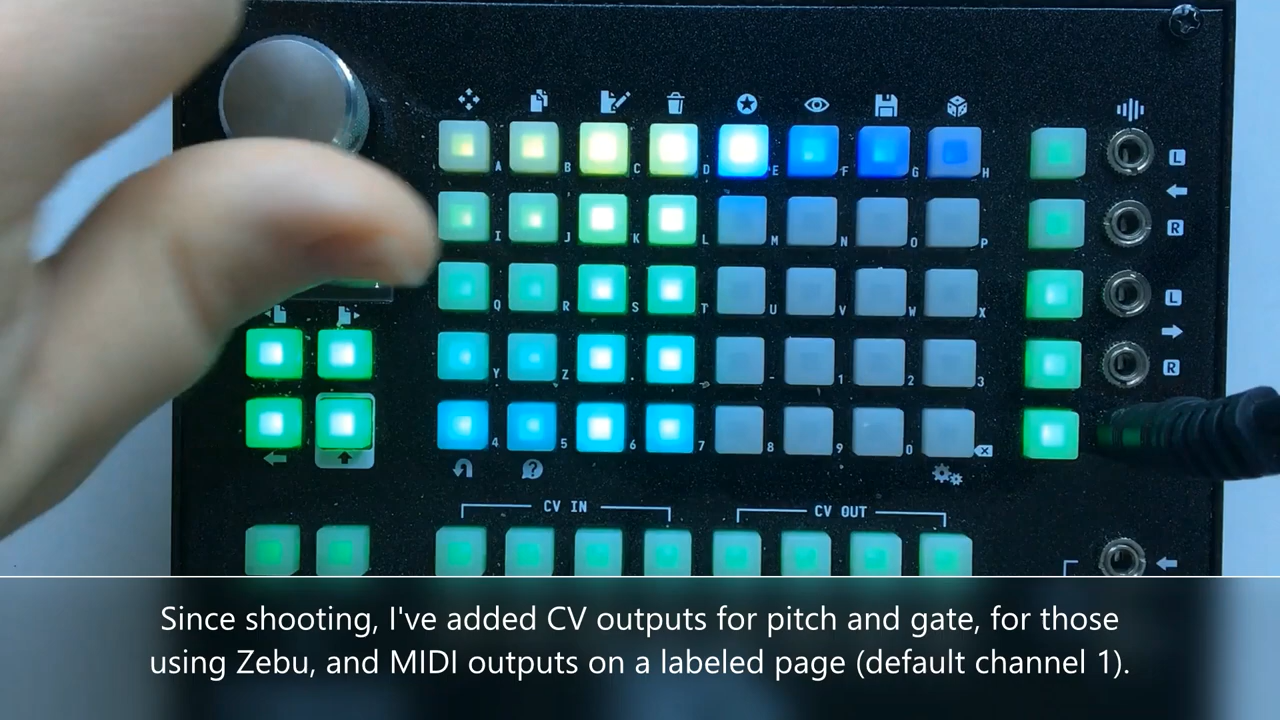 A B C D E F G H
L
I J K L M N O P
R
Q R S T U V W X
L
Y Z . - 1 2 3
R
4 5 6 7 8 9 0
CV IN CV OUT
Since shooting, I've added CV outputs for pitch and gate, for those
using Zebu, and MIDI outputs on a labeled page (default channel 1).